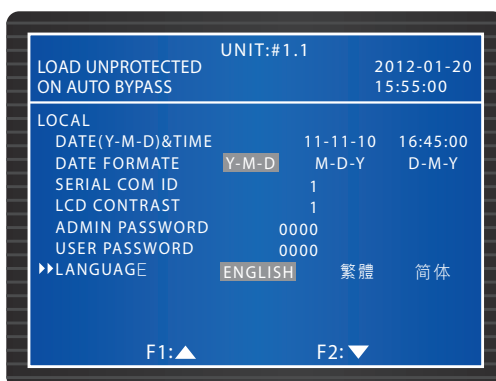 UNIT:#1.1
LOAD UNPROTECTED 2012-01-20
ON AUTO BYPASS 15:55:00
LOCAL
DATE(Y-M-D)&TIME 11-11-10 16:45:00
DATE FORMATE Y-M-D M-D-Y D-M-Y
SERIAL COM ID 1
LCD CONTRAST 1
ADMIN PASSWORD 0000
USER PASSWORD 0000
▶▶LANGUAGE ENGLISH 繁體 简体
F1:▲ F2:▼